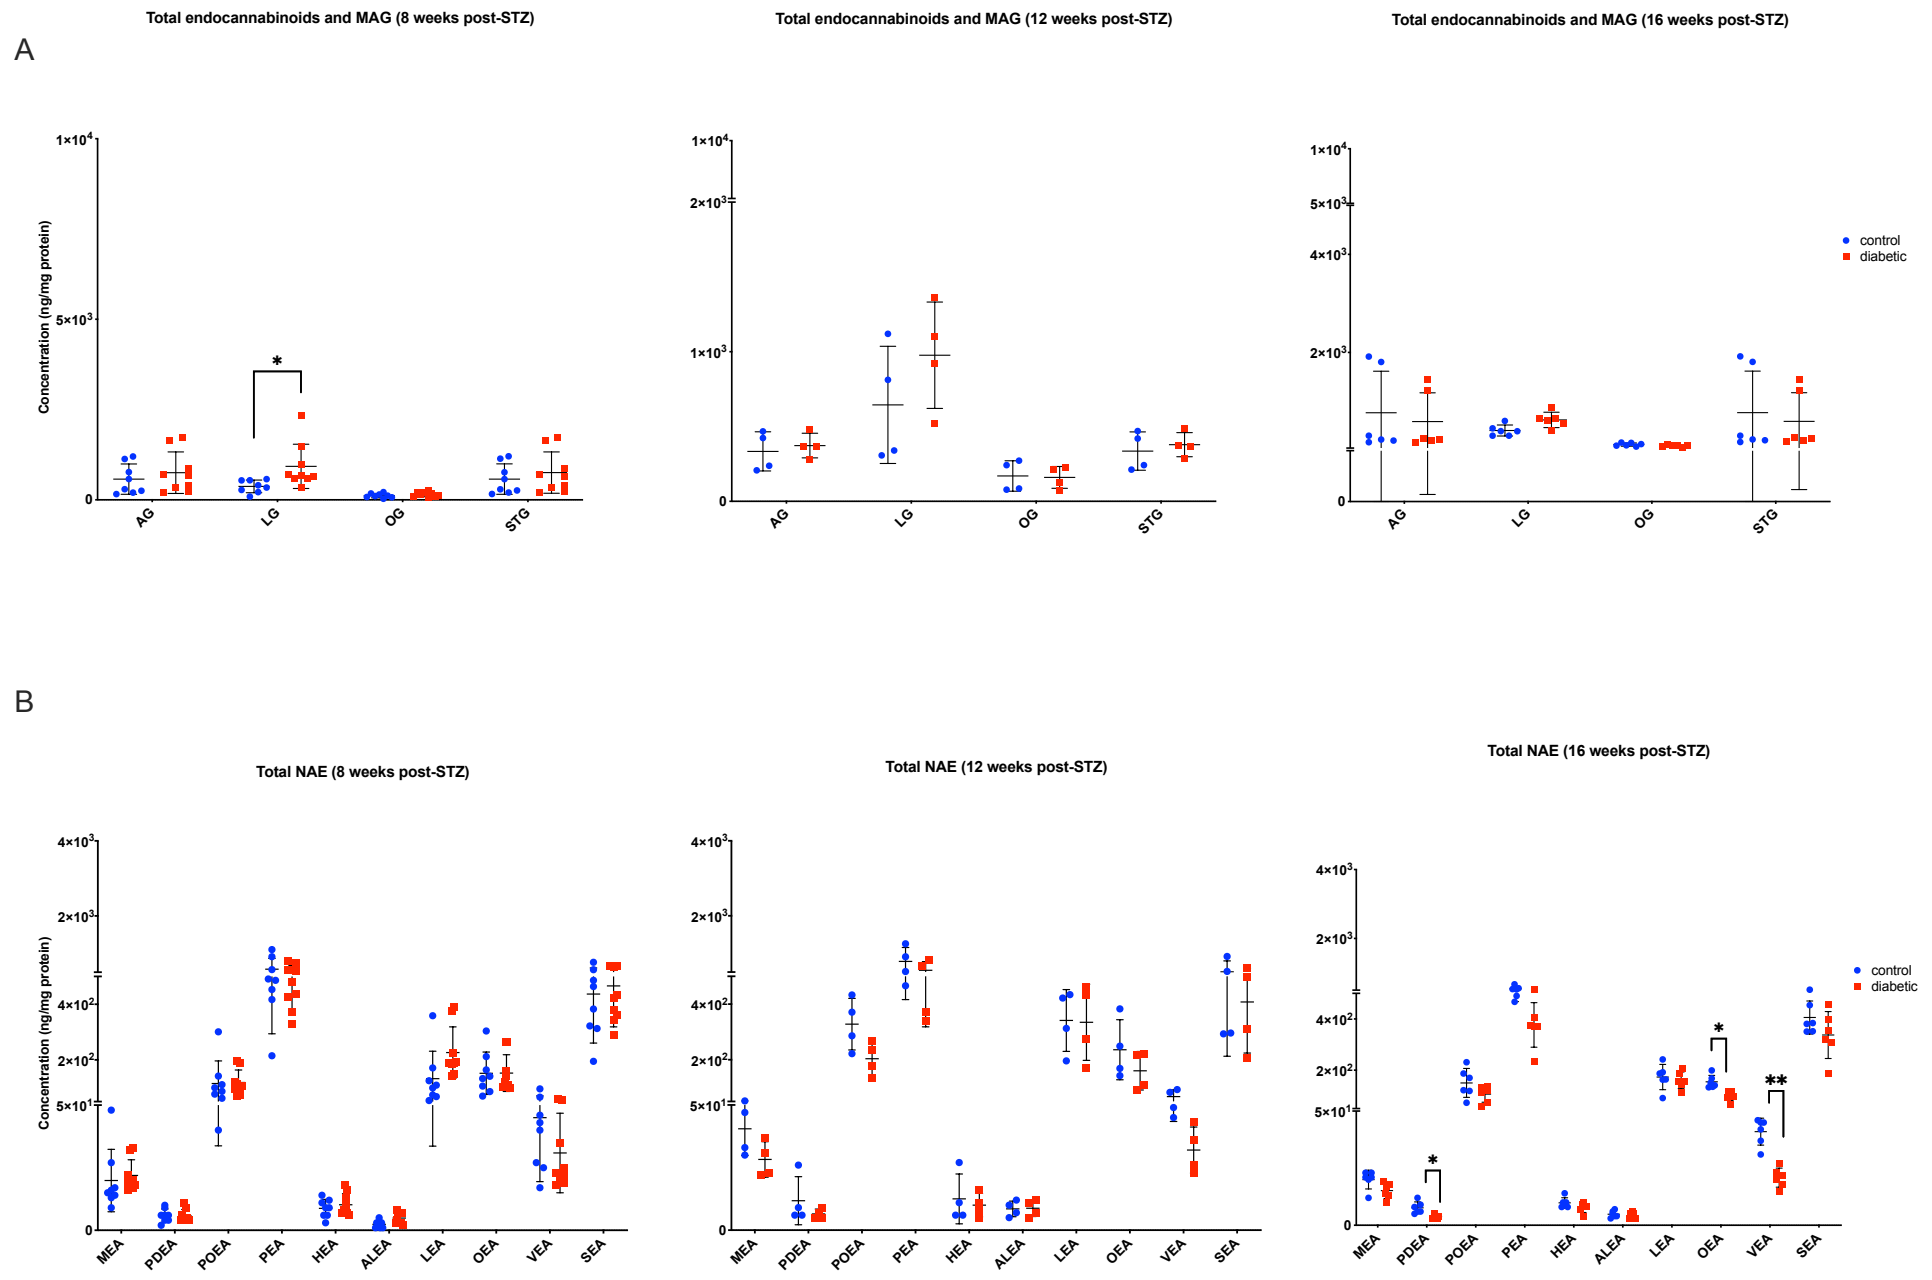 Total endocannabinoids and MAG (8 weeks post-STZ)
Total endocannabinoids and MAG (12 weeks post-STZ)
Total endocannabinoids and MAG (16 weeks post-STZ)
A
Concentration (ng/mg protein)
1×10⁴
5×10³
0
*
AG
LG
OG
STG
1×10⁴
2×10³
1×10³
0
AG
LG
OG
STG
1×10⁴
5×10³
4×10³
2×10³
0
AG
LG
OG
STG
control
diabetic
B
Total NAE (8 weeks post-STZ)
Total NAE (12 weeks post-STZ)
Total NAE (16 weeks post-STZ)
Concentration (ng/mg protein)
4×10³
2×10³
4×10²
2×10²
5×10¹
0
MEA
PDEA
POEA
PEA
HEA
ALEA
LEA
OEA
VEA
SEA
4×10³
2×10³
4×10²
2×10²
5×10¹
0
MEA
PDEA
POEA
PEA
HEA
ALEA
LEA
OEA
VEA
SEA
4×10³
2×10³
4×10²
2×10²
5×10¹
0
*
*
**
MEA
PDEA
POEA
PEA
HEA
ALEA
LEA
OEA
VEA
SEA
control
diabetic